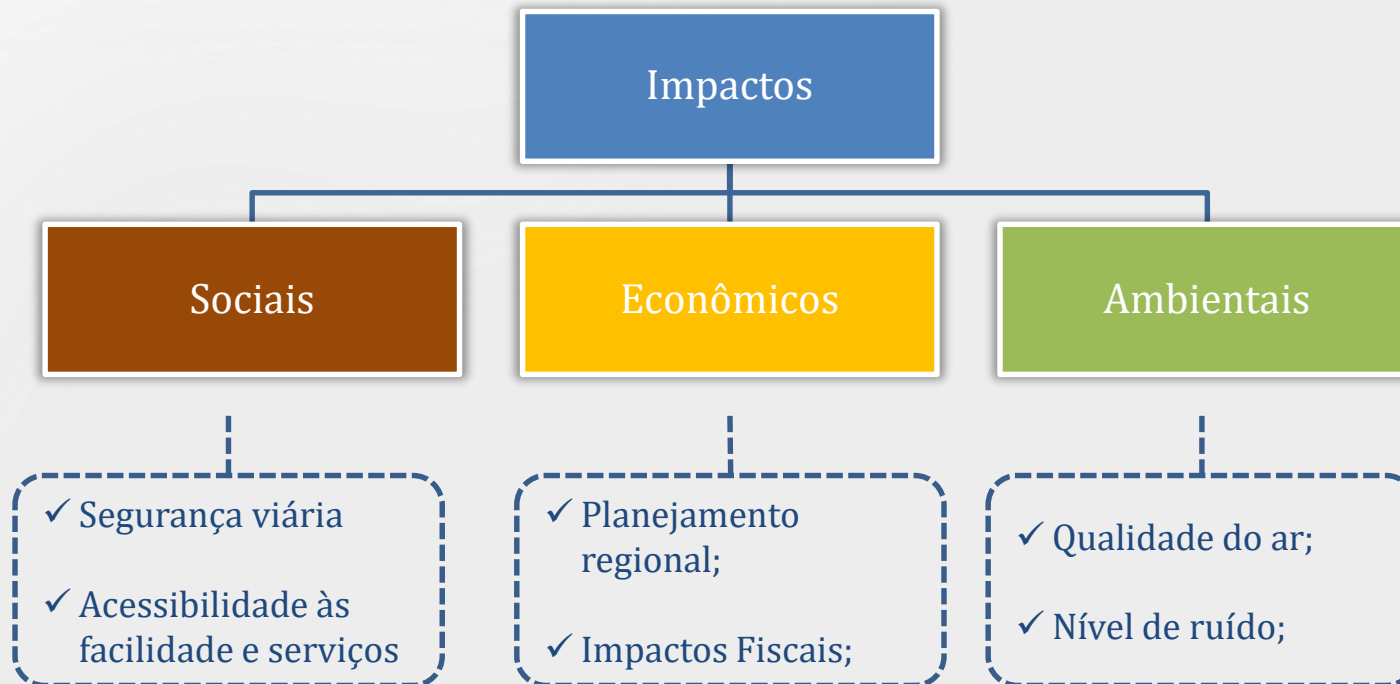 Impactos
Sociais
Econômicos
Ambientais
✓ Segurança viária
✓ Acessibilidade às
facilidade e serviços
✓ Planejamento
regional;
✓ Impactos Fiscais;
✓ Qualidade do ar;
✓ Nível de ruído;